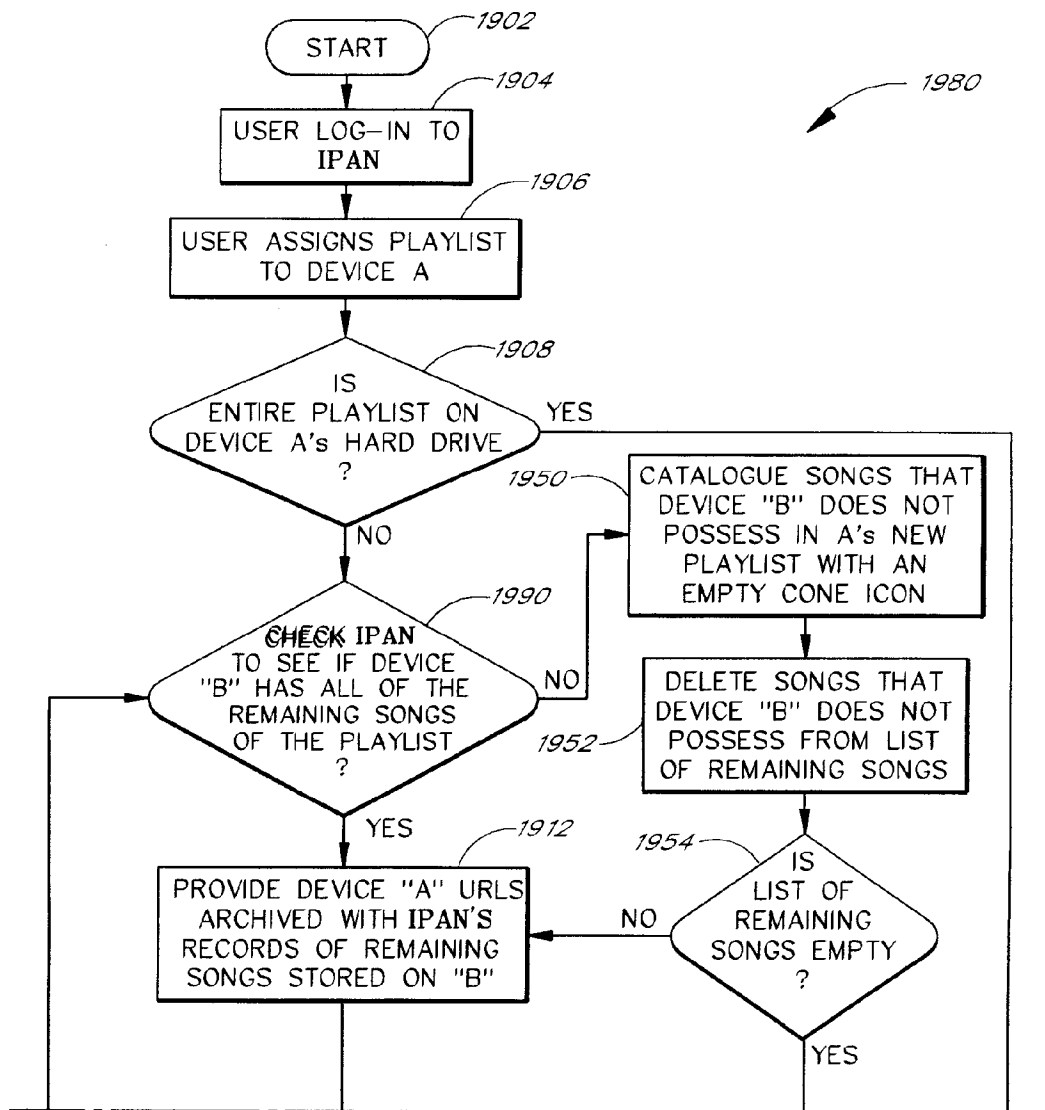 START
1902
1904
1980
USER LOG-IN TO
IPAN
1906
USER ASSIGNS PLAYLIST
TO DEVICE A
1908
IS
ENTIRE PLAYLIST ON
DEVICE A's HARD DRIVE
?
YES
NO
1950
CATALOGUE SONGS THAT
DEVICE "B" DOES NOT
POSSESS IN A's NEW
PLAYLIST WITH AN
EMPTY CONE ICON
1990
CHECK IPAN
TO SEE IF DEVICE
"B" HAS ALL OF THE
REMAINING SONGS
OF THE PLAYLIST
?
NO
YES
1952
DELETE SONGS THAT
DEVICE "B" DOES NOT
POSSESS FROM LIST
OF REMAINING SONGS
1912
PROVIDE DEVICE "A" URLS
ARCHIVED WITH IPAN'S
RECORDS OF REMAINING
SONGS STORED ON "B"
1954
IS
LIST OF
REMAINING
SONGS EMPTY
?
NO
YES